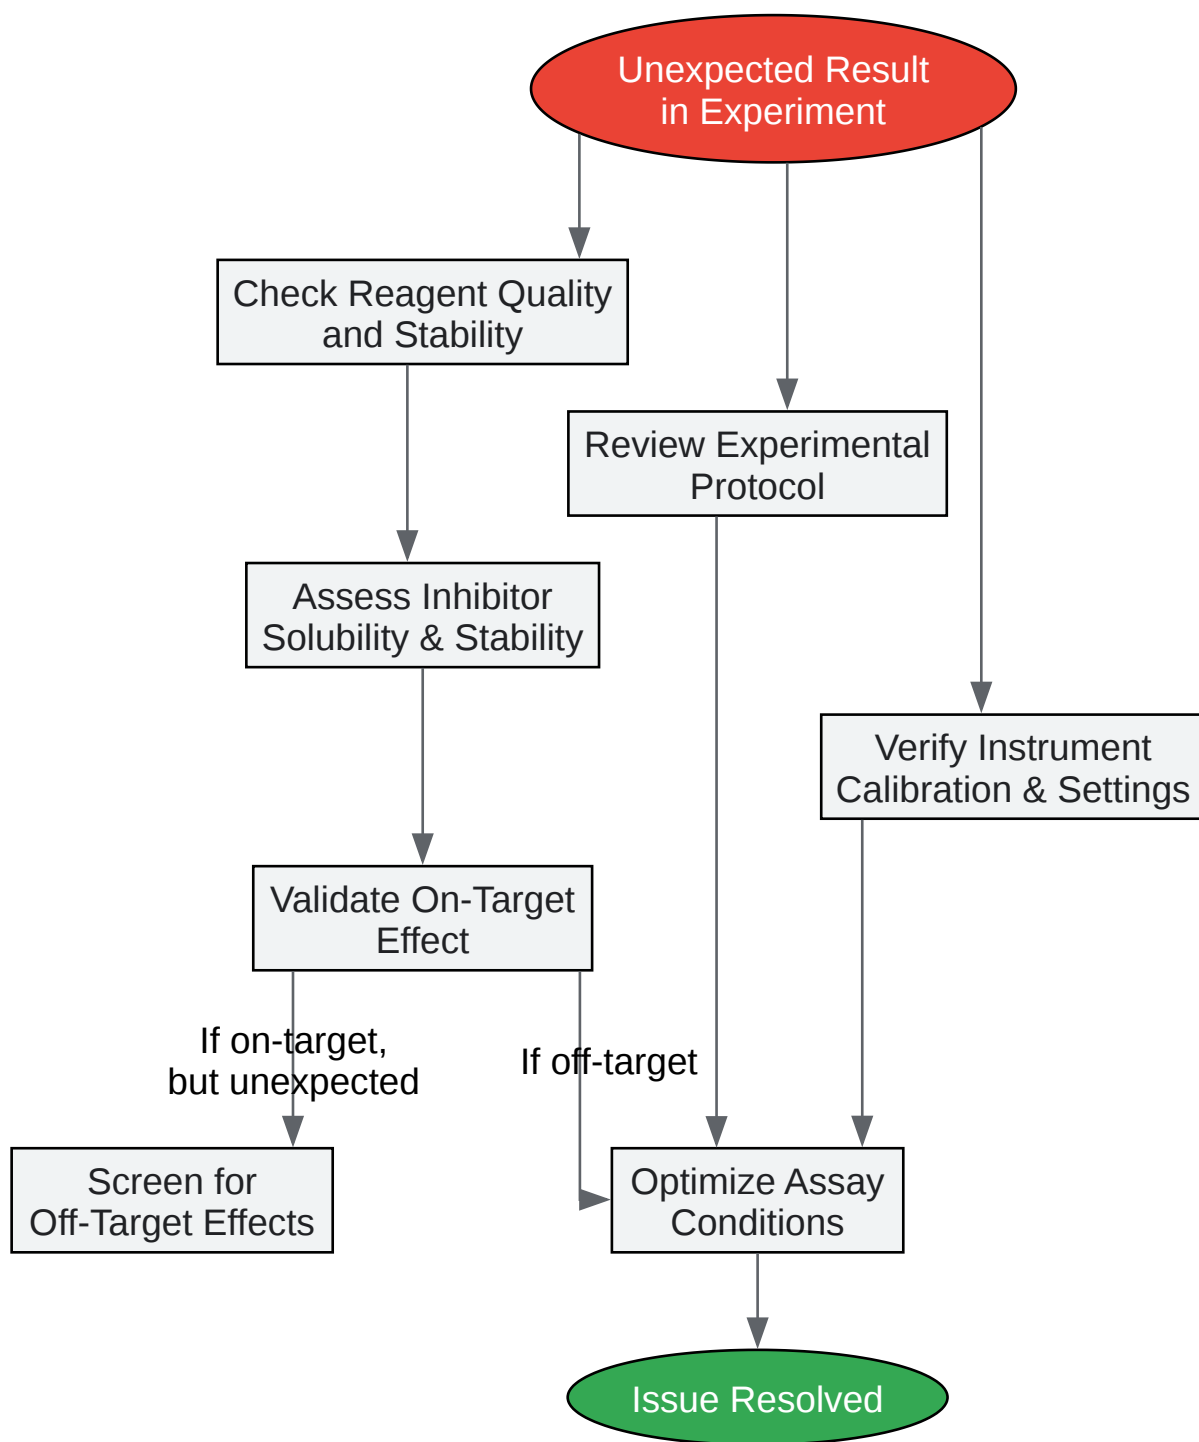 Unexpected Result
in Experiment
Check Reagent Quality
and Stability
Review Experimental
Protocol
Assess Inhibitor
Solubility & Stability
Verify Instrument
Calibration & Settings
Validate On-Target
Effect
If on-target,
but unexpected
If off-target
Screen for
Off-Target Effects
Optimize Assay
Conditions
Issue Resolved